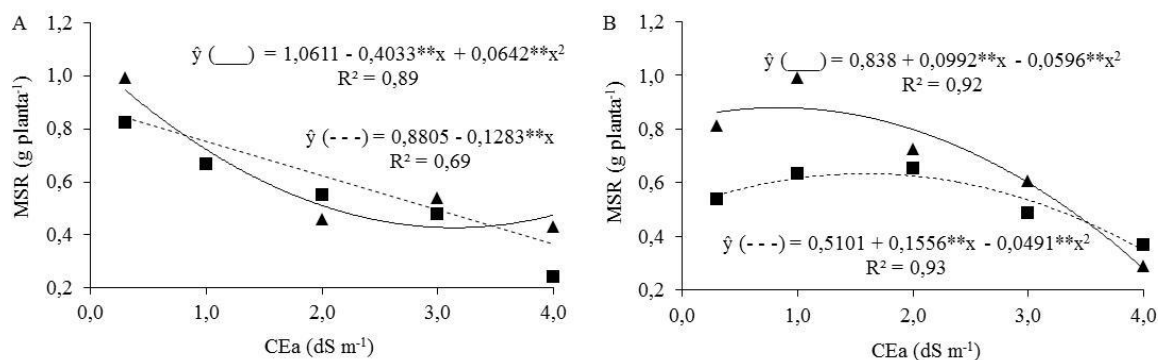 A
MSR (g planta⁻¹)
1,2
1,0
0,8
0,6
0,4
0,2
ŷ (___) = 1,0611 - 0,4033**x + 0,0642**x²
R² = 0,89
ŷ (- - -) = 0,8805 - 0,1283**x
R² = 0,69
0,0 1,0 2,0 3,0 4,0
CEa (dS m⁻¹)
B
MSR (g planta⁻¹)
1,2
1,0
0,8
0,6
0,4
0,2
ŷ (___) = 0,838 + 0,0992**x - 0,0596**x²
R² = 0,92
ŷ (- - -) = 0,5101 + 0,1556**x - 0,0491**x²
R² = 0,93
0,0 1,0 2,0 3,0 4,0
CEa (dS m⁻¹)